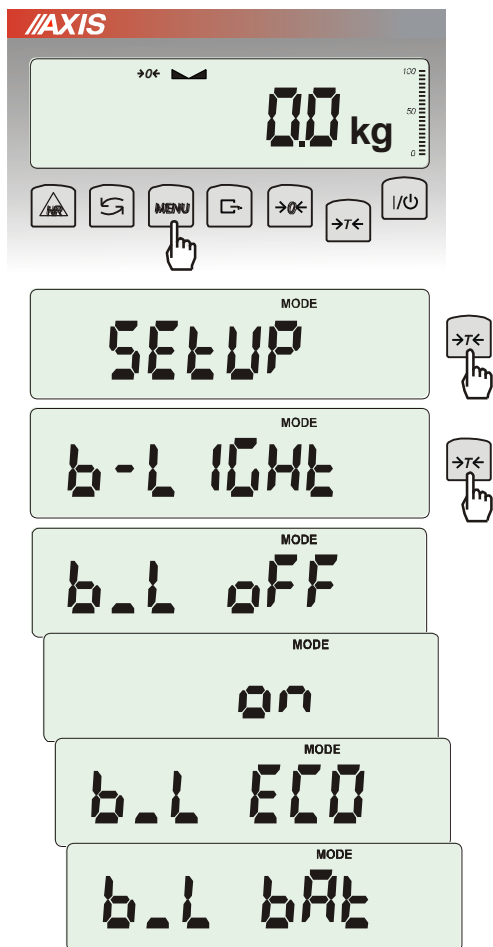 AXIS
→0←
100
50
0
0.0 kg
HR
MENU
→0←
→T←
I/⏻
MODE
SEtUP
→T←
MODE
b-LIGHt
→T←
MODE
b_L oFF
MODE
on
MODE
b_L ECO
MODE
b_L bAt